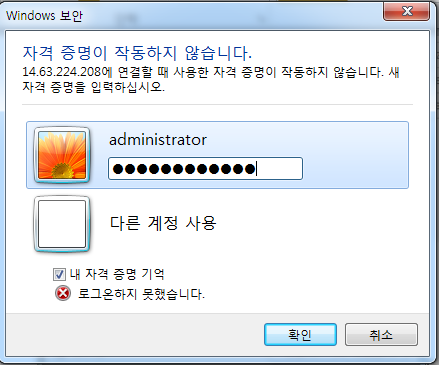 Windows 보안
자격 증명이 작동하지 않습니다.
14.63.224.208에 연결할 때 사용한 자격 증명이 작동하지 않습니다. 새
자격 증명을 입력하십시오.
administrator
●●●●●●●●●●●●
다른 계정 사용
내 자격 증명 기억
로그온하지 못했습니다.
확인
취소